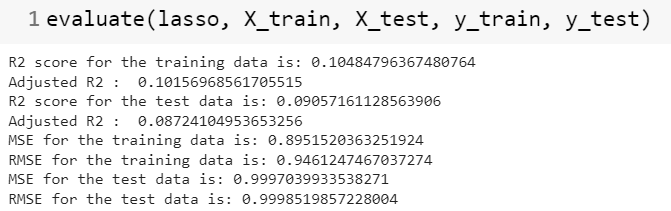 1 evaluate(lasso, X_train, X_test, y_train, y_test)
R2 score for the training data is: 0.10484796367480764
Adjusted R2 :  0.10156968561705515
R2 score for the test data is: 0.09057161128563906
Adjusted R2 :  0.08724104953653256
MSE for the training data is: 0.8951520363251924
RMSE for the training data is: 0.9461247467037274
MSE for the test data is: 0.9997039933538271
RMSE for the test data is: 0.9998519857228004